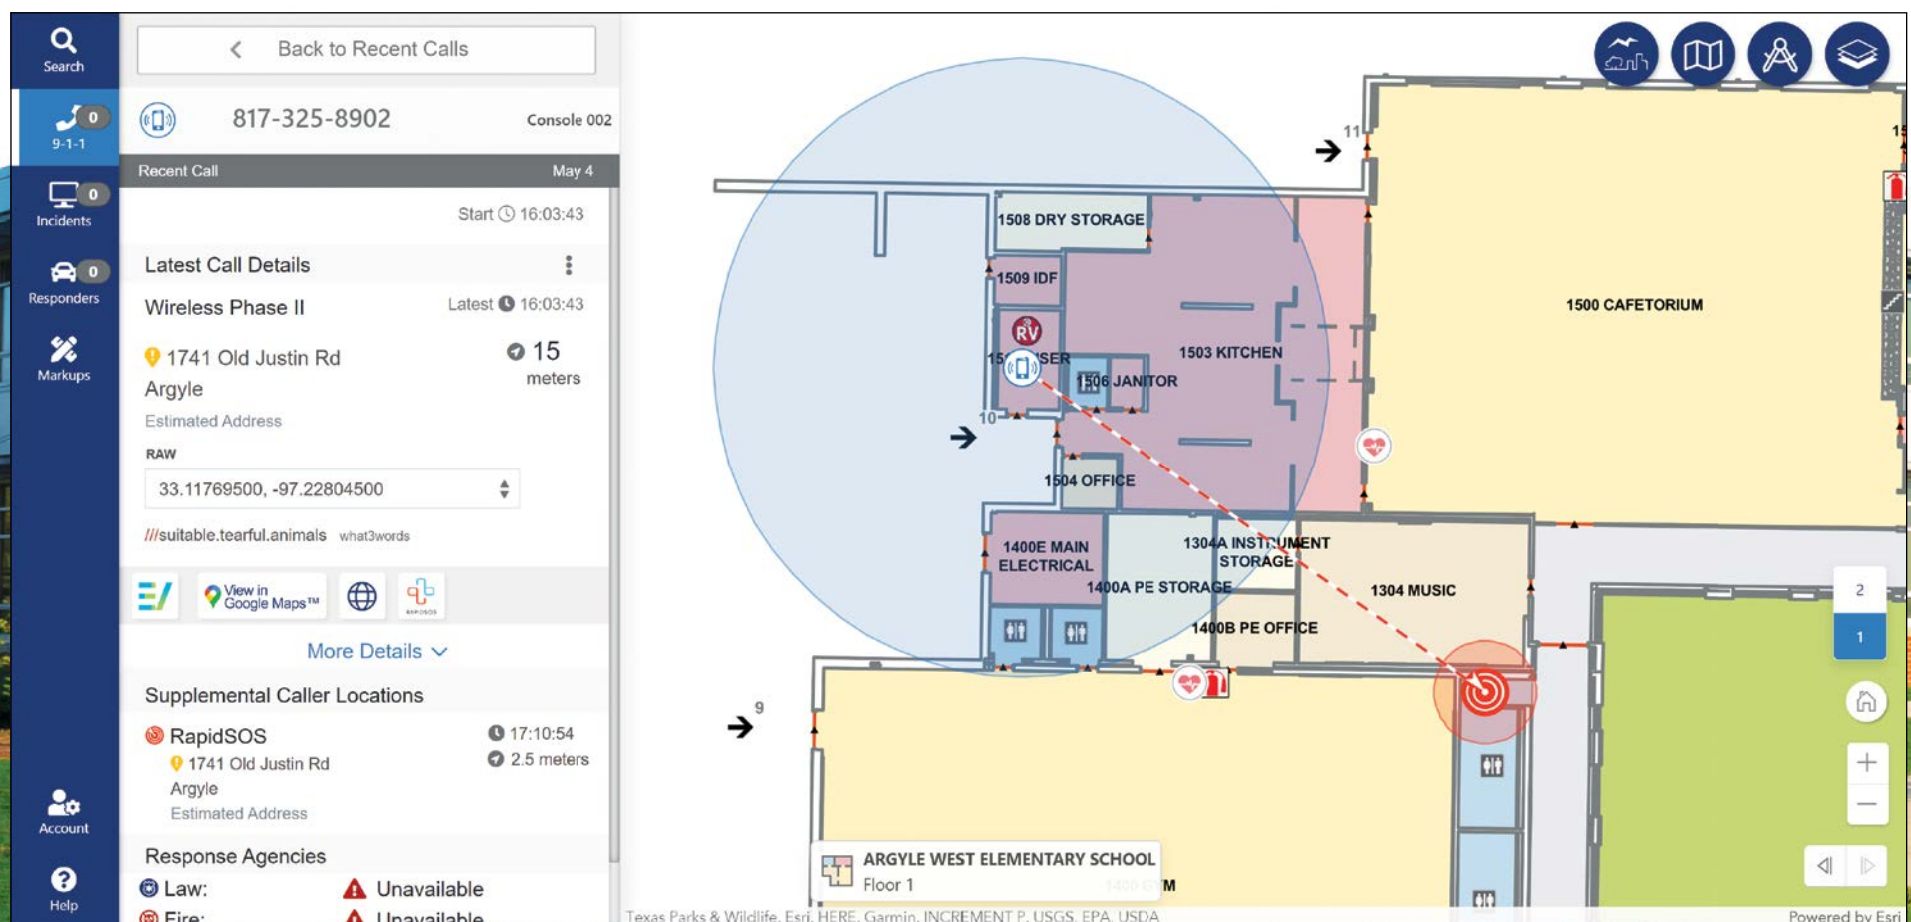 Search
0
9-1-1
0
Incidents
0
Responders
Markups
Account
Help
Back to Recent Calls
817-325-8902
Console 002
Recent Call
May 4
Start 16:03:43
Latest Call Details
Wireless Phase II
Latest 16:03:43
1741 Old Justin Rd
15
Argyle
meters
Estimated Address
RAW
33.11769500, -97.22804500
///suitable.tearful.animals what3words
View in
Google Maps™
RAPIDSOS
More Details
Supplemental Caller Locations
RapidSOS
17:10:54
1741 Old Justin Rd
2.5 meters
Argyle
Estimated Address
Response Agencies
Law:
Unavailable
Fire:
Unavailable
11
1508 DRY STORAGE
1509 IDF
RV
1500 CAFETORIUM
1503 KITCHEN
1506 JANITOR
10
1504 OFFICE
1400E MAIN
ELECTRICAL
1304A INSTRUMENT
STORAGE
1400A PE STORAGE
1304 MUSIC
1400B PE OFFICE
2
1
9
ARGYLE WEST ELEMENTARY SCHOOL
Floor 1
1400 GYM
Texas Parks & Wildlife, Esri, HERE, Garmin, INCREMENT P, USGS, EPA, USDA
Powered by Esri